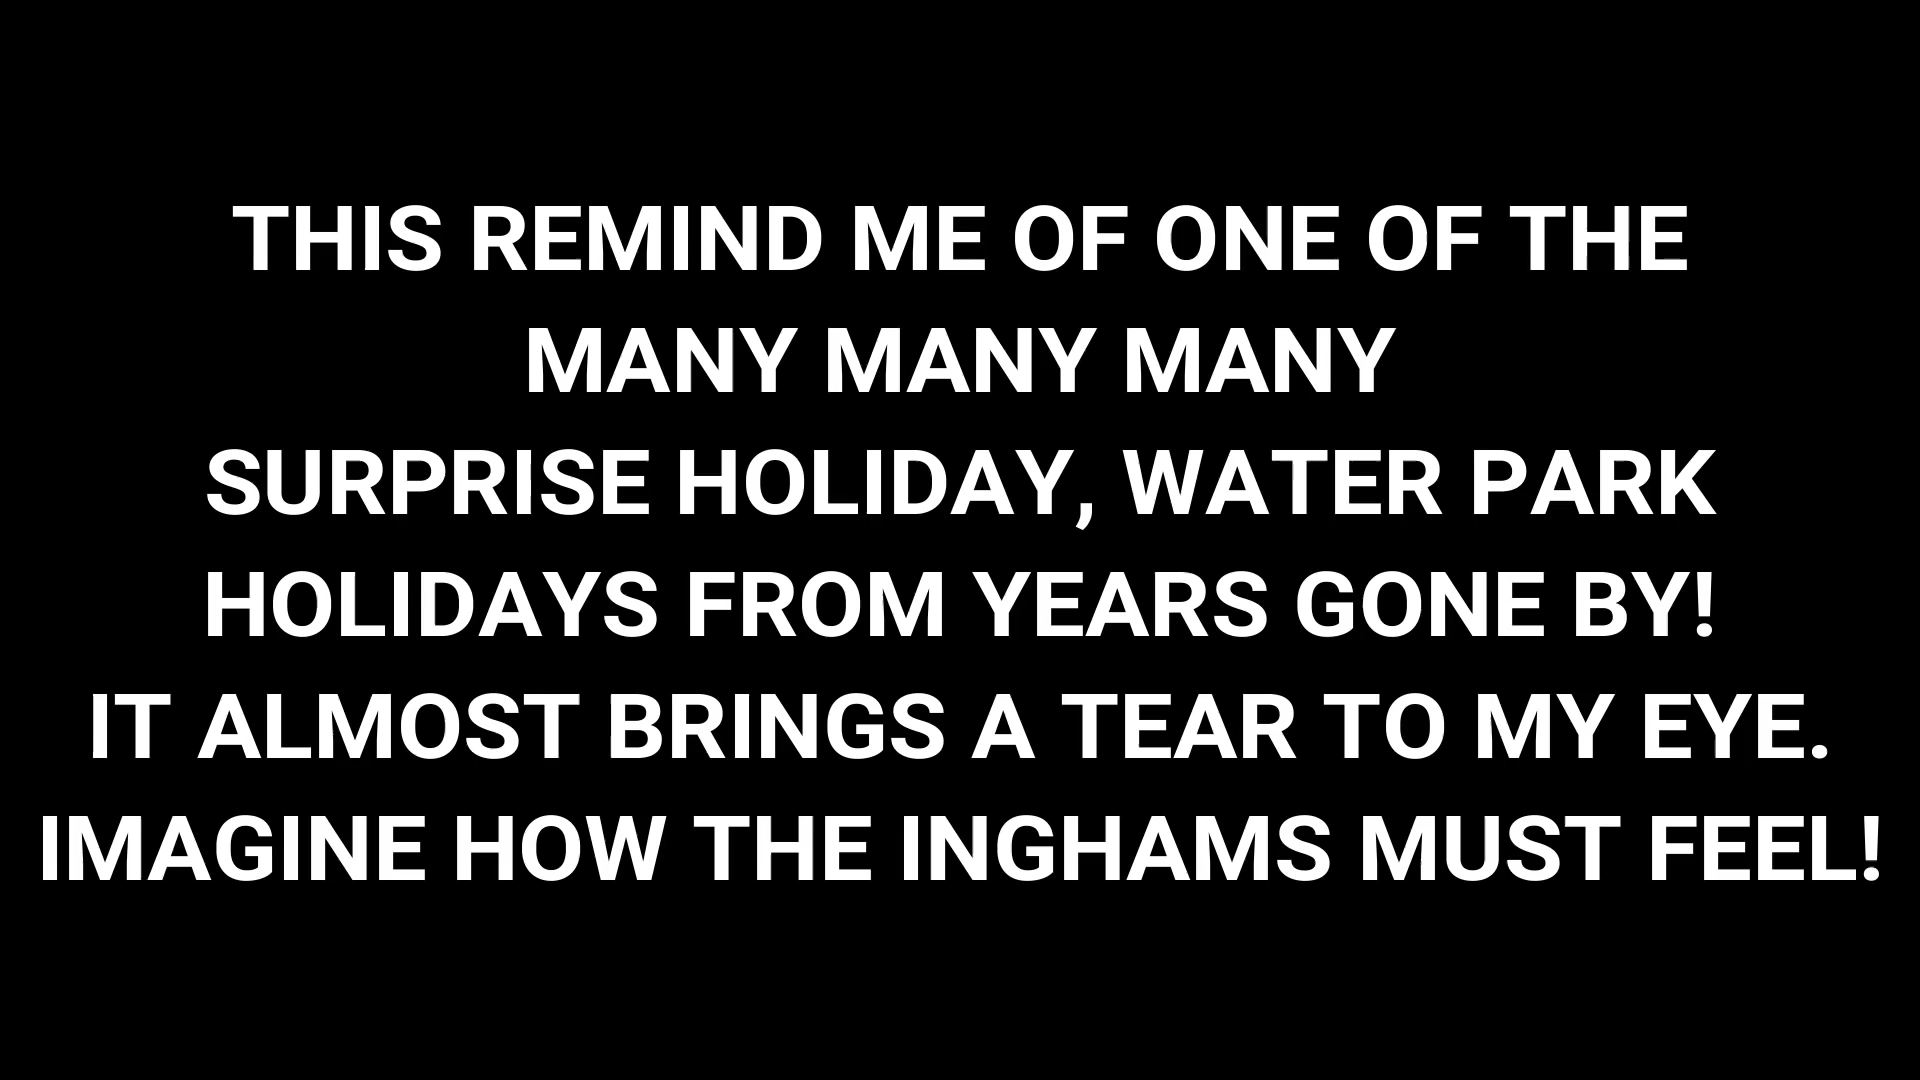 THIS REMIND ME OF ONE OF THE
MANY MANY MANY
SURPRISE HOLIDAY, WATER PARK
HOLIDAYS FROM YEARS GONE BY!
IT ALMOST BRINGS A TEAR TO MY EYE.
IMAGINE HOW THE INGHAMS MUST FEEL!